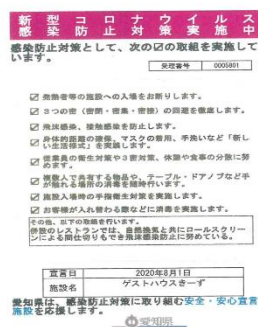 新型コロナウイルス
感染防止対策実施中
感染防止対策として、次の☑の取組を実施して
います。
受理番号 0005801
☑ 発熱者等の施設への入場をお断りします。
☑ 3つの密(密閉・密集・密接)の回避を徹底します。
☑ 飛沫感染、接触感染を防止します。
☑ 身体的距離の確保、マスクの着用、手洗いなど「新し
い生活様式」を実践します。
☑ 従業員の衛生対策や3密対策、休憩や食事の分散に努
めます。
☑ 複数人で共有する物品や、テーブル・ドアノブなど手
が触れる場所の消毒を随時行います。
☑ 施設入場時の手指衛生対策を実施します。
☑ お客様が入れ替わる際などに消毒を実施します。
その他、以下の取組を行います。
併設のレストランでは、自然換気と共にロールスクリー
ンによる間仕切りもでき飛沫感染防止に努めている。
宣言日 2020年8月1日
施設名 ゲストハウスきーず
愛知県は、感染防止対策に取り組む安全・安心宣言
施設を応援します。
愛知県